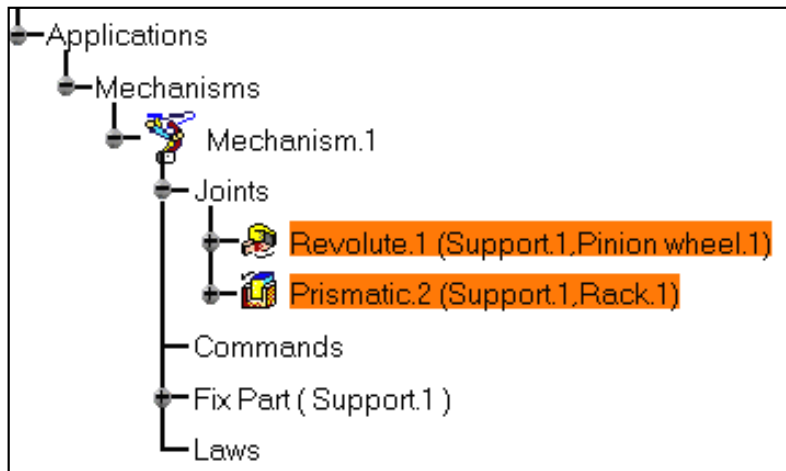 Applications
Mechanisms
Mechanism.1
Joints
Revolute.1 (Support.1,Pinion wheel.1)
Prismatic.2 (Support.1,Rack.1)
Commands
Fix Part ( Support.1 )
Laws